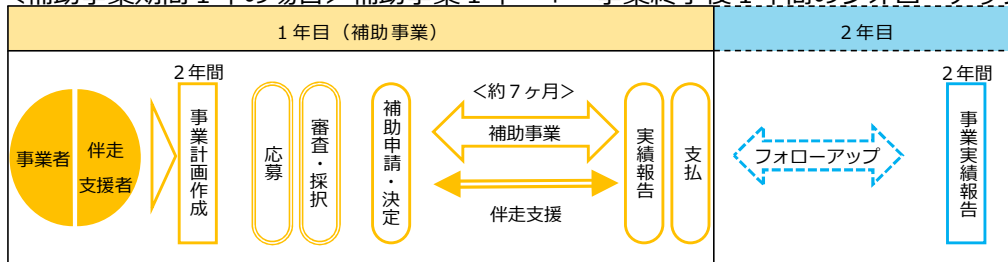 １年目（補助事業）
２年目
事業者
伴走
支援者
２年間
事業計画作成
応募
審査・採択
補助申請・決定
<約７ヶ月>
補助事業
伴走支援
実績報告
支払
フォローアップ
２年間
事業実績報告